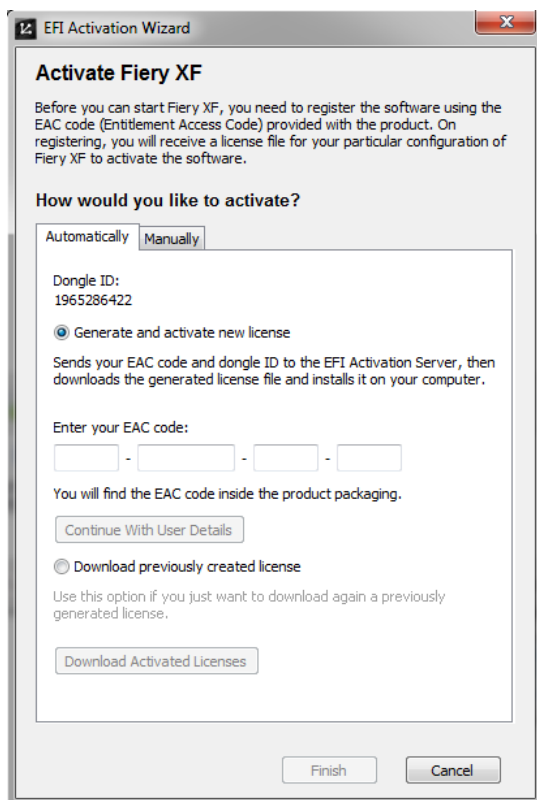 EFI Activation Wizard
Activate Fiery XF
Before you can start Fiery XF, you need to register the software using the
EAC code (Entitlement Access Code) provided with the product. On
registering, you will receive a license file for your particular configuration of
Fiery XF to activate the software.
How would you like to activate?
Automatically Manually
Dongle ID:
1965286422
Generate and activate new license
Sends your EAC code and dongle ID to the EFI Activation Server, then
downloads the generated license file and installs it on your computer.
Enter your EAC code:
- - -
You will find the EAC code inside the product packaging.
Continue With User Details
Download previously created license
Use this option if you just want to download again a previously
generated license.
Download Activated Licenses
Finish Cancel